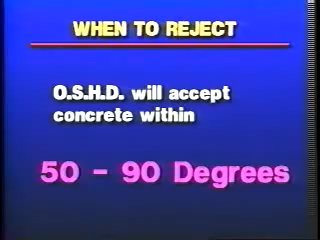 WHEN TO REJECT
O.S.H.D. will accept
concrete within
50 - 90 Degrees